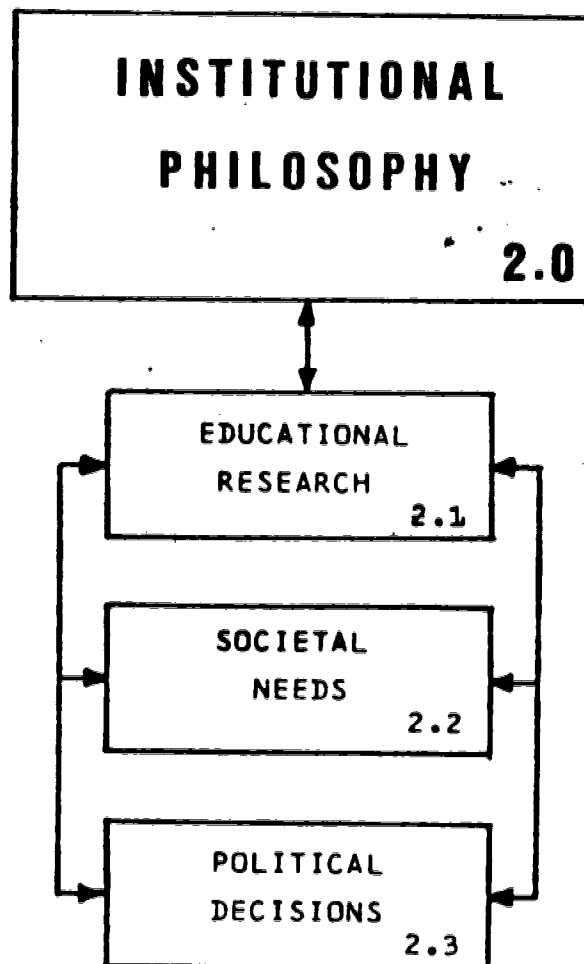 INSTITUTIONAL
PHILOSOPHY
2.0
EDUCATIONAL
RESEARCH
2.1
SOCIETAL
NEEDS
2.2
POLITICAL
DECISIONS
2.3